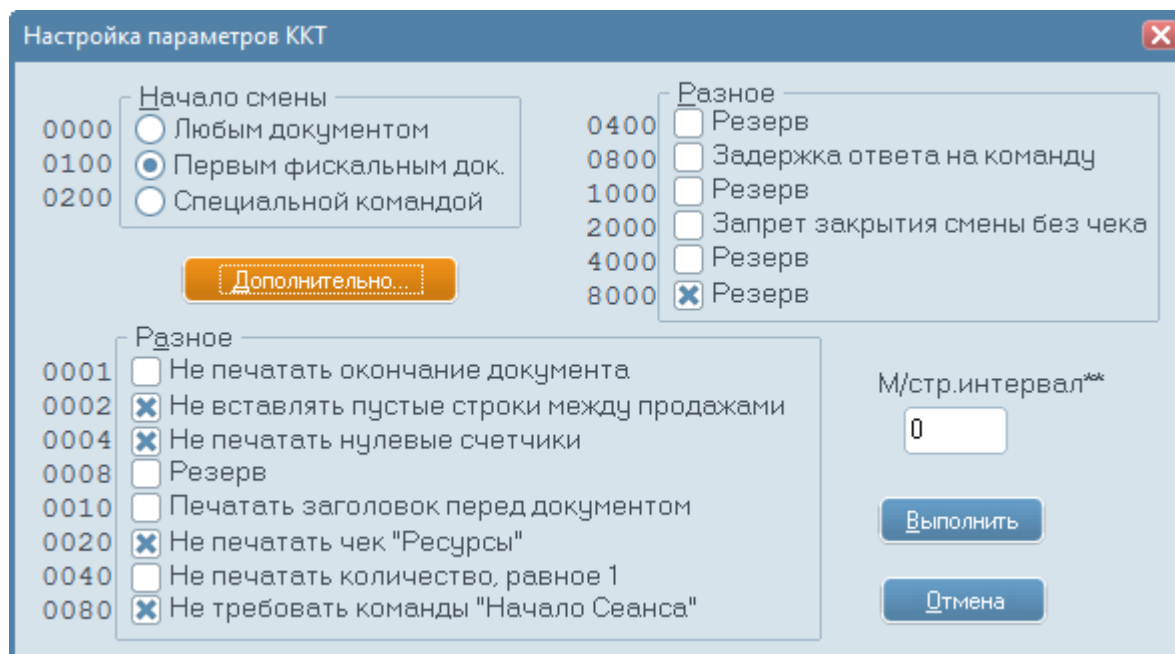 Настройка параметров ККТ
Начало смены
0000 Любым документом
0100 Первым фискальным док.
0200 Специальной командой
Дополнительно...
Разное
0400 Резерв
0800 Задержка ответа на команду
1000 Резерв
2000 Запрет закрытия смены без чека
4000 Резерв
8000 Резерв
Разное
0001 Не печатать окончание документа
0002 Не вставлять пустые строки между продажами
0004 Не печатать нулевые счетчики
0008 Резерв
0010 Печатать заголовок перед документом
0020 Не печатать чек "Ресурсы"
0040 Не печатать количество, равное 1
0080 Не требовать команды "Начало Сеанса"
М/стр.интервал**
0
Выполнить
Отмена